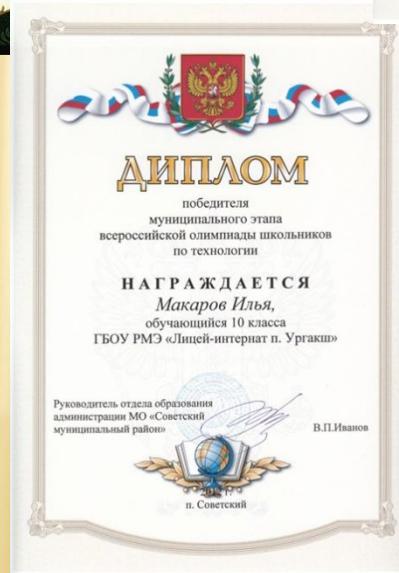 ДИПЛОМ
победителя
муниципального этапа
всероссийской олимпиады школьников
по технологии
НАГРАЖДАЕТСЯ
Макаров Илья,
обучающийся 10 класса
ГБОУ РМЭ «Лицей-интернат п. Ургакш»
Руководитель отдела образования
администрации МО «Советский
муниципальный район»
В.П.Иванов
п. Советский